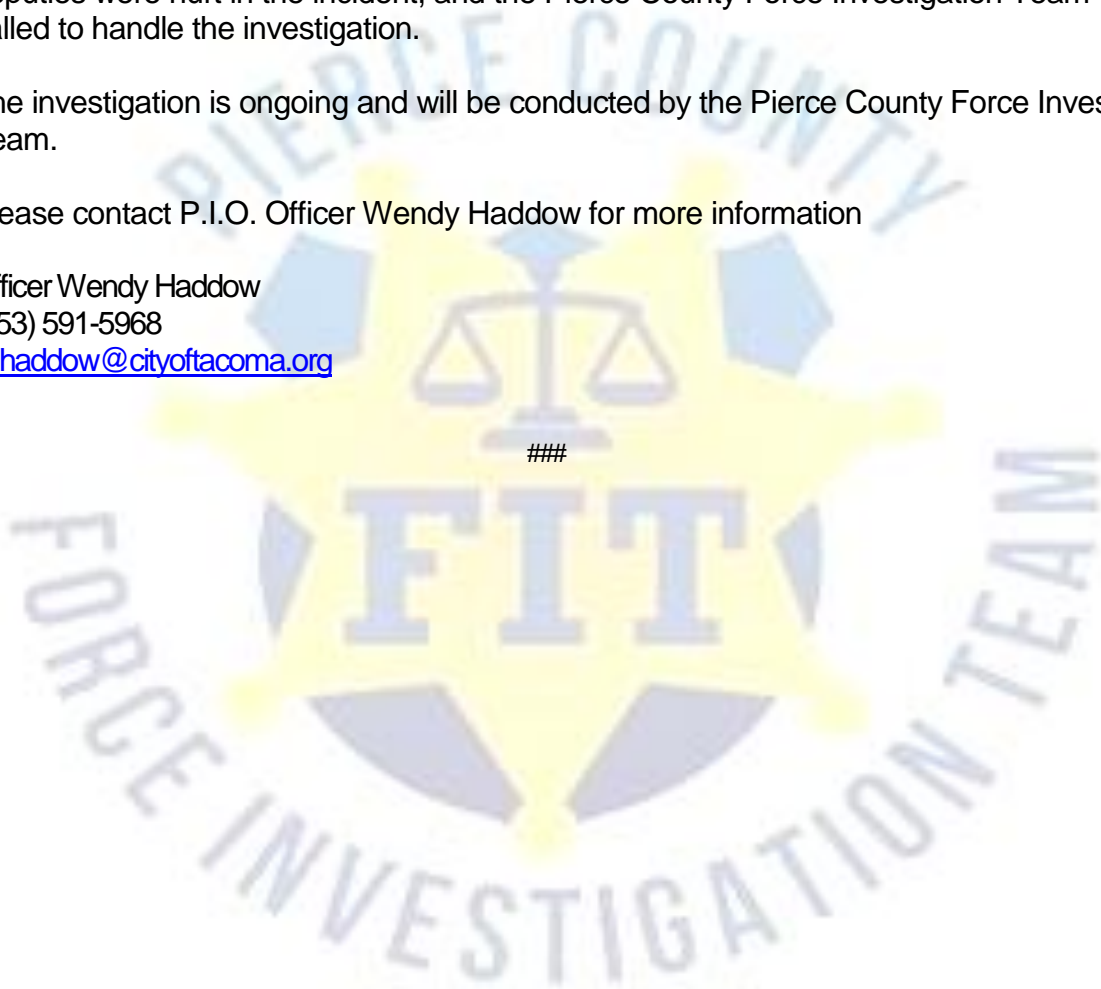 puties were hurt in the incident, and the Pierce County Force Investigation Team
alled to handle the investigation.
he investigation is ongoing and will be conducted by the Pierce County Force Inves
eam.
lease contact P.I.O. Officer Wendy Haddow for more information
fficer Wendy Haddow
53) 591-5968
haddow@cityoftacoma.org
###
PIERCE COUNTY
FIT
FORCE INVESTIGATION TEAM